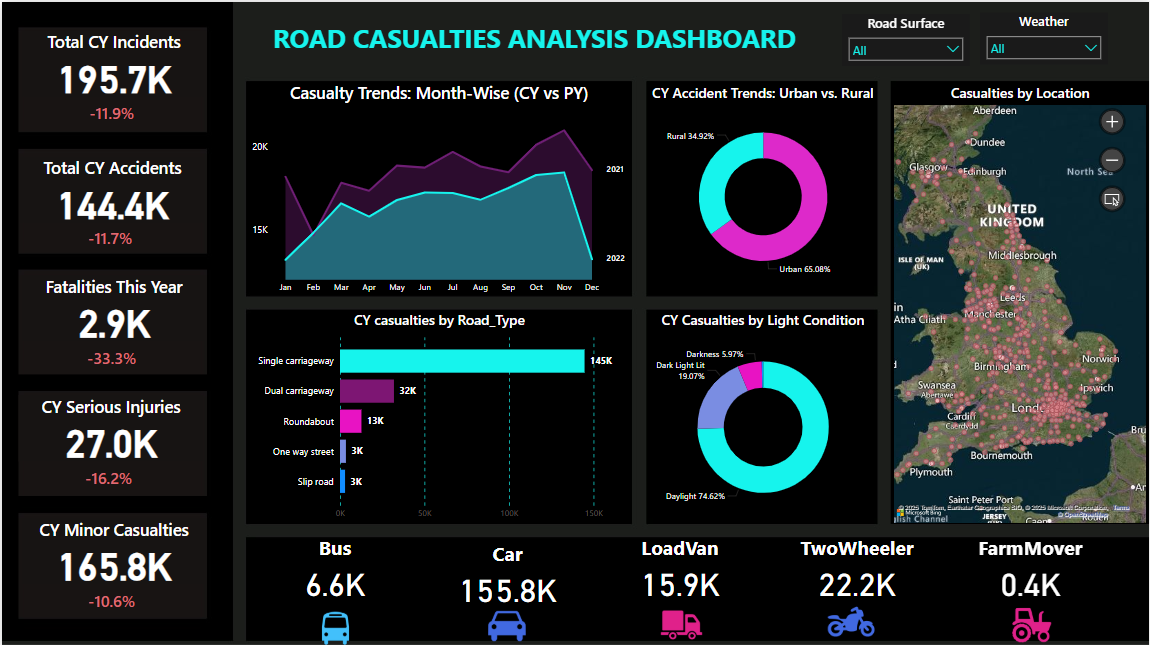 Total CY Incidents
195.7K
-11.9%
Total CY Accidents
144.4K
-11.7%
Fatalities This Year
2.9K
-33.3%
CY Serious Injuries
27.0K
-16.2%
CY Minor Casualties
165.8K
-10.6%
ROAD CASUALTIES ANALYSIS DASHBOARD
Road Surface
All
Weather
All
Casualty Trends: Month-Wise (CY vs PY)
20K
15K
2021
2022
Jan Feb Mar Apr May Jun Jul Aug Sep Oct Nov Dec
CY Accident Trends: Urban vs. Rural
Rural 34.92%
Urban 65.08%
Casualties by Location
Aberdeen
Dundee
Glasgow
Edinburgh
North Sea
UNITED
KINGDOM
ISLE OF MAN
(UK)
Middlesbrough
Leeds
Manchester
Atha Cliath
Birmingham
Norwich
Swansea
Abertawe
Ipswich
London
Cardiff
Caerdydd
Bournemouth
Plymouth
Saint Peter Port
JERSEY
Rouen
lish Channel
Microsoft Bing
© 2025 TomTom, Earthstar Geographics SIO, © 2025 Microsoft Corporation, Terms
© OpenStreetMap
CY casualties by Road_Type
Single carriageway 145K
Dual carriageway 32K
Roundabout 13K
One way street 3K
Slip road 3K
0K 50K 100K 150K
CY Casualties by Light Condition
Darkness 5.97%
Dark Light Lit
19.07%
Daylight 74.62%
Bus
6.6K
Car
155.8K
LoadVan
15.9K
TwoWheeler
22.2K
FarmMover
0.4K